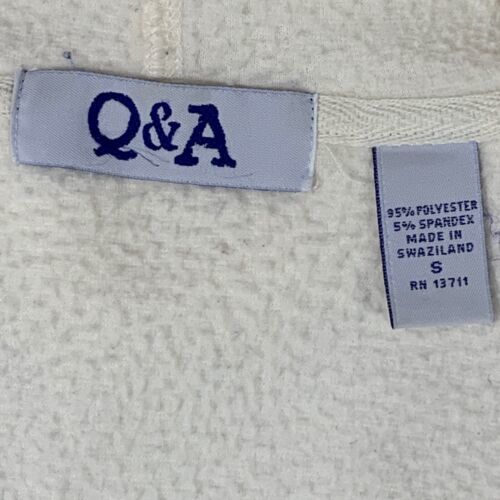 Q&A
95% POLYESTER
5% SPANDEX
MADE IN
SWAZILAND
S
RN 13711